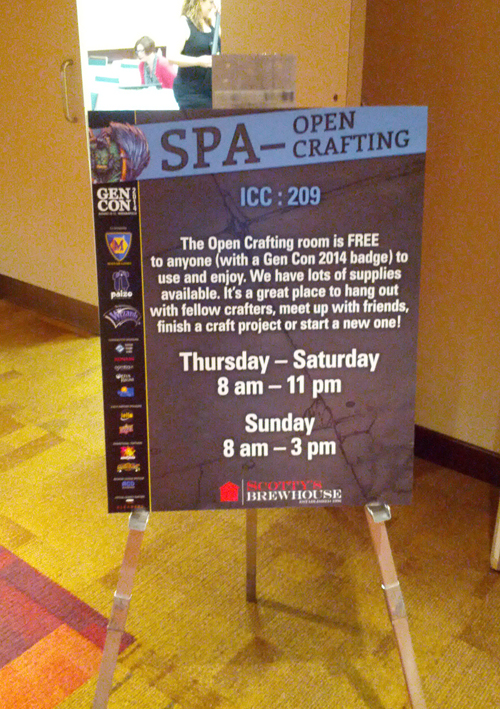 SPA– OPEN
CRAFTING
ICC : 209
GEN
CON
2014
The Open Crafting room is FREE
to anyone (with a Gen Con 2014 badge) to
use and enjoy. We have lots of supplies
available. It's a great place to hang out
with fellow crafters, meet up with friends,
finish a craft project or start a new one!
paizo
Thursday – Saturday
8 am – 11 pm
Sunday
8 am – 3 pm
SCOTTY'S
BREWHOUSE